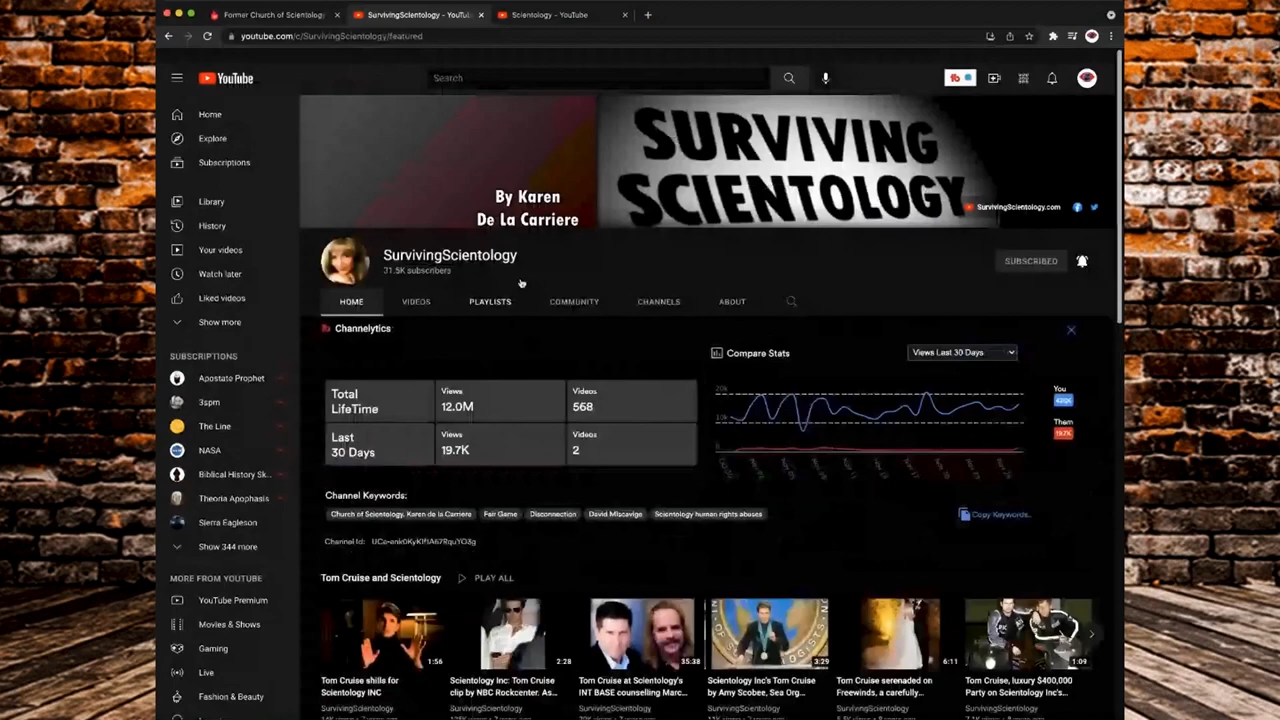 Former Church of Scientology
SurvivingScientology - YouTu
Scientology - YouTube
youtube.com/c/SurvivingScientology/featured
YouTube
Search
Home
Explore
Subscriptions
Library
History
Your videos
Watch later
Liked videos
Show more
SUBSCRIPTIONS
Apostate Prophet
3spm
The Line
NASA
Biblical History Sk...
Theoria Apophasis
Sierra Eagleson
Show 344 more
MORE FROM YOUTUBE
YouTube Premium
Movies & Shows
Gaming
Live
Fashion & Beauty
SURVIVING
SCIENTOLOGY
By Karen
De La Carriere
SurvivingScientology.com
SurvivingScientology
31.5K subscribers
SUBSCRIBED
HOME VIDEOS PLAYLISTS COMMUNITY CHANNELS ABOUT
Channelytics
Total
LifeTime
Views
12.0M
Videos
568
Last
30 Days
Views
19.7K
Videos
2
Compare Stats
Views Last 30 Days
20k
10k
0
You
Them
19.7K
Channel Keywords:
Church of Scientology, Karen de la Carriere Fair Game Disconnection David Miscavige Scientology human rights abuses
Copy Keywords..
Channel Id:
Tom Cruise and Scientology PLAY ALL
1:56
2:28
35:38
3:29
6:11
1:09
Tom Cruise shills for
Scientology INC
Scientology Inc: Tom Cruise
clip by NBC Rockcenter. As...
Tom Cruise at Scientology's
INT BASE counselling Marc...
Scientology Inc's Tom Cruise
by Amy Scobee, Sea Org...
Tom Cruise serenaded on
Freewinds, a carefully...
Tom Cruise, luxury $400,000
Party on Scientology Inc's...
SurvivingScientology
SurvivingScientology
SurvivingScientology
SurvivingScientology
SurvivingScientology
SurvivingScientology